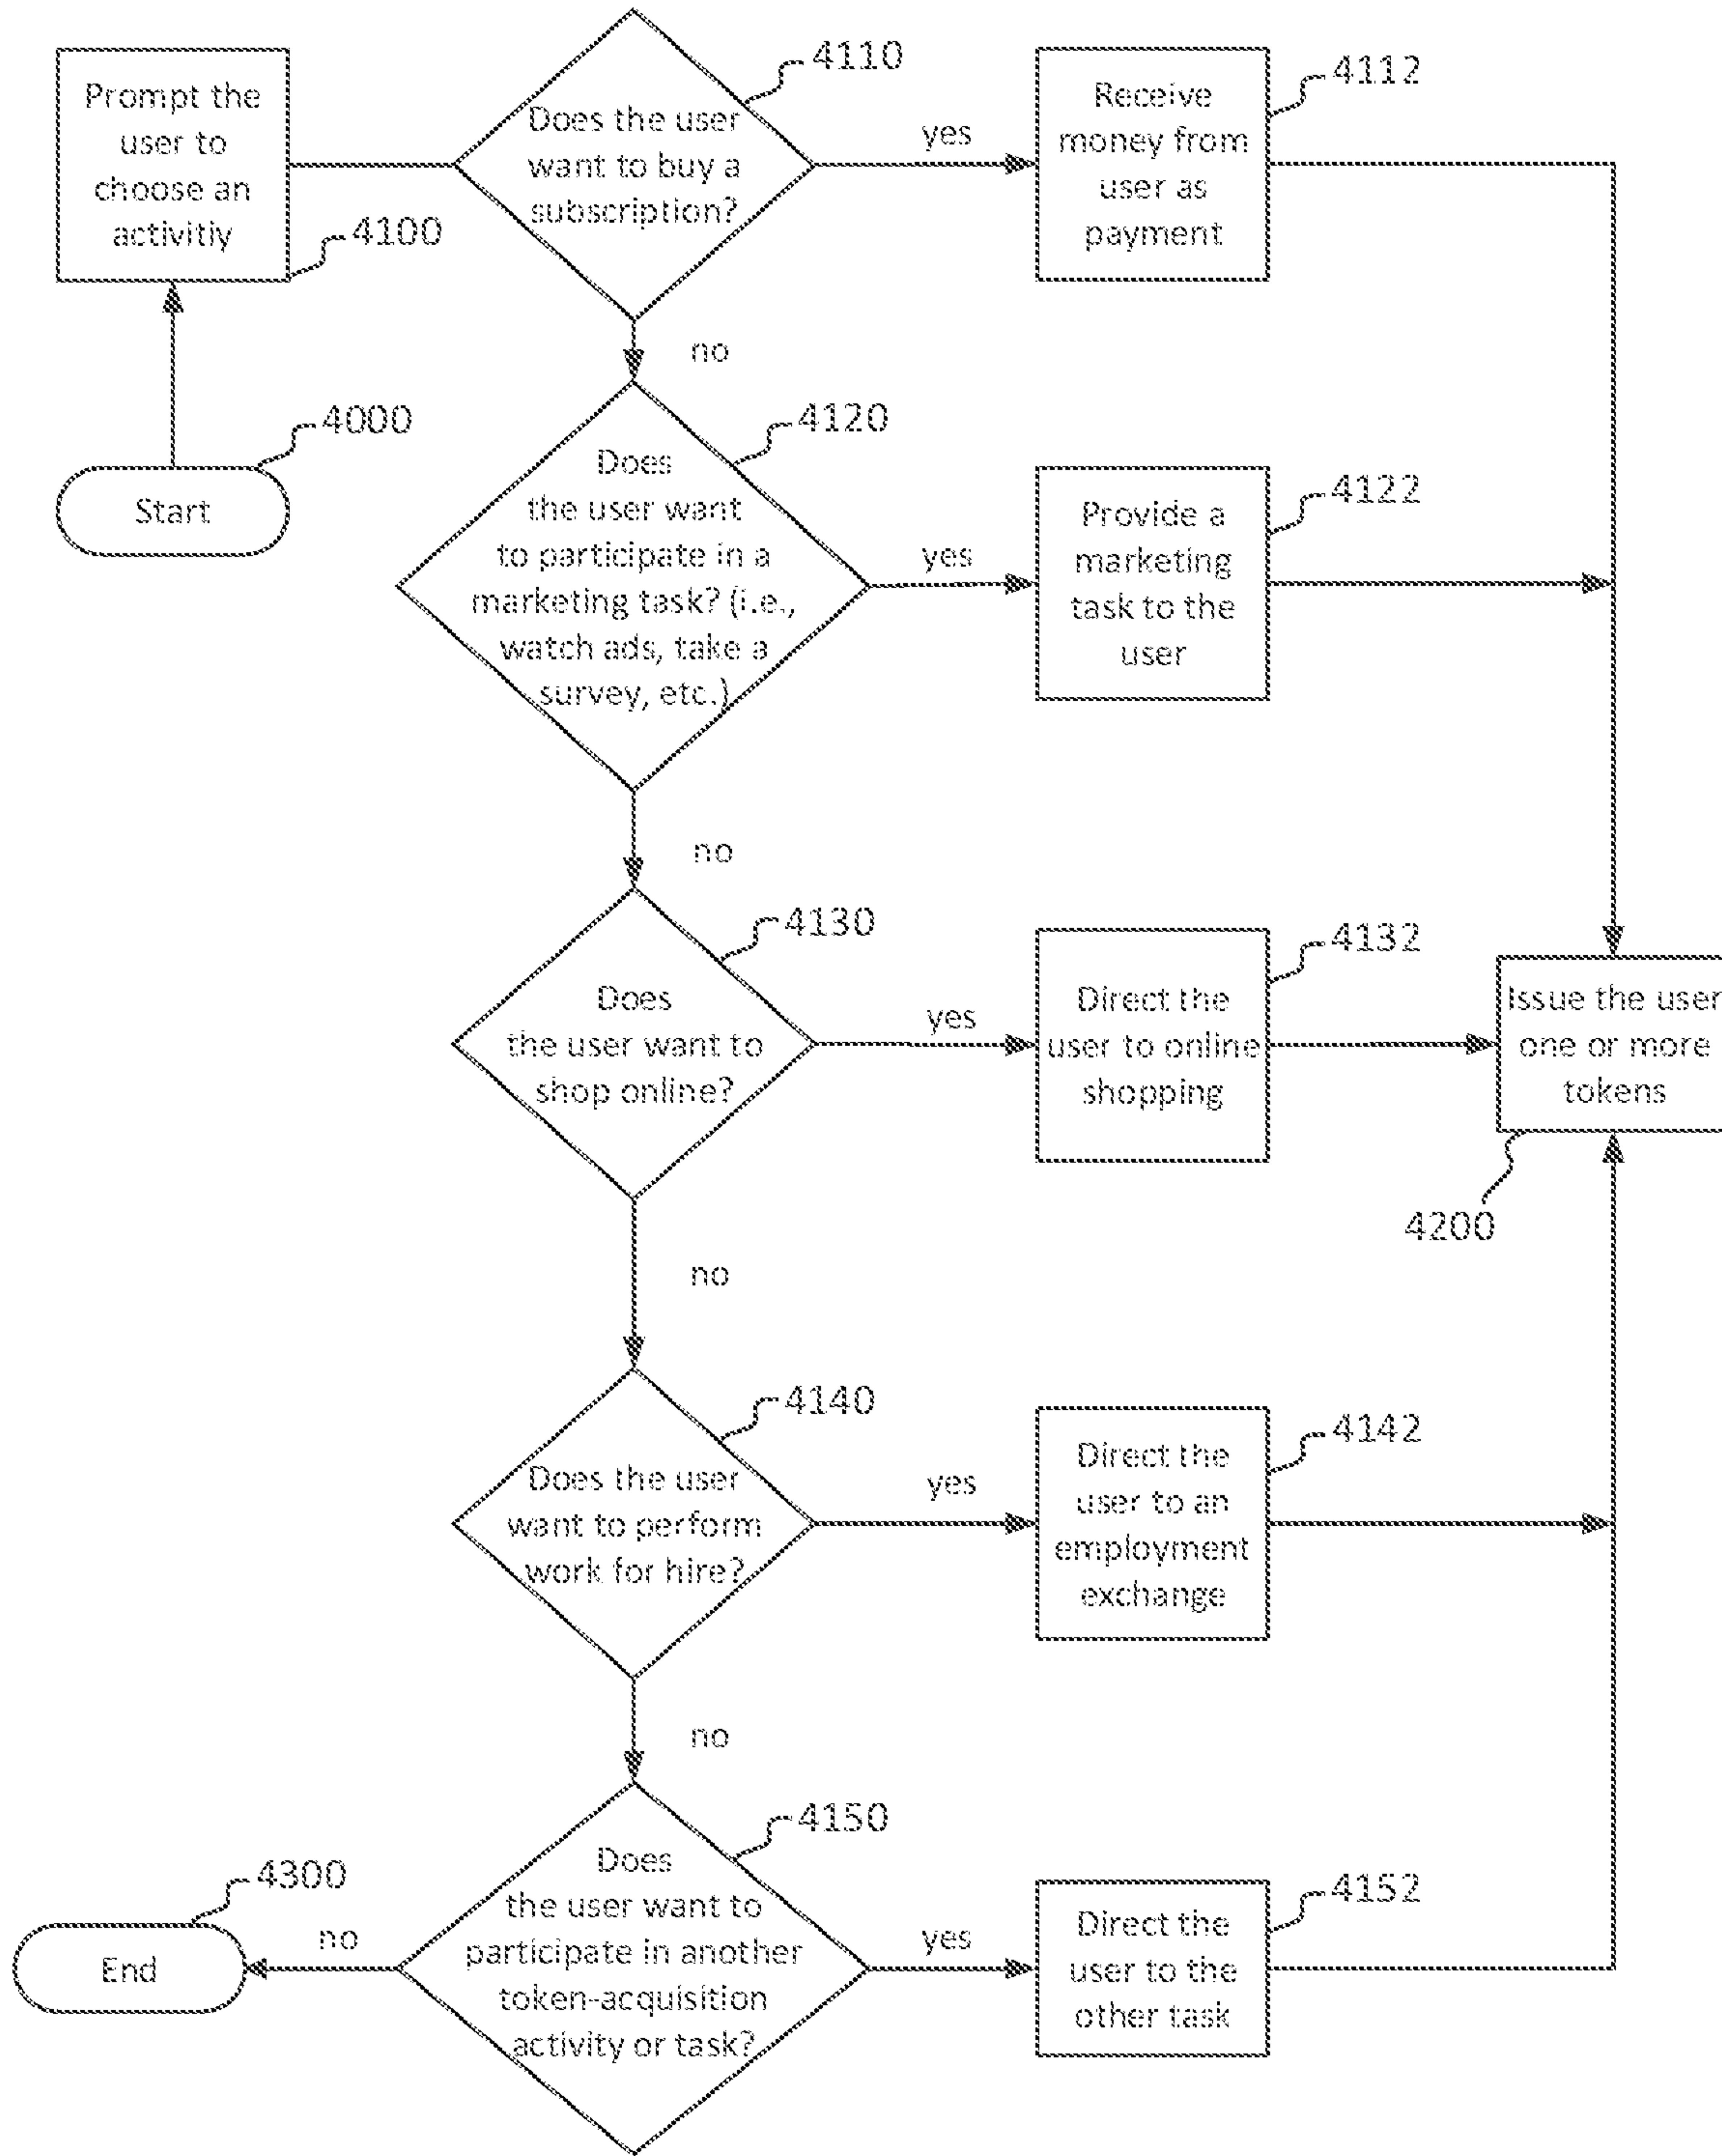 Prompt the
user to
choose an
activitiy
4100
Start
4000
Does the user
want to buy a
subscription?
4110
yes
Receive
money from
user as
payment
4112
no
Does
the user want
to participate in a
marketing task? (i.e.,
watch ads, take a
survey, etc.)
4120
yes
Provide a
marketing
task to the
user
4122
no
Does
the user want to
shop online?
4130
yes
Direct the
user to online
shopping
4132
Issue the user
one or more
tokens
4200
no
Does the user
want to perform
work for hire?
4140
yes
Direct the
user to an
employment
exchange
4142
no
Does
the user want to
participate in another
token-acquisition
activity or task?
4150
yes
Direct the
user to the
other task
4152
no
End
4300